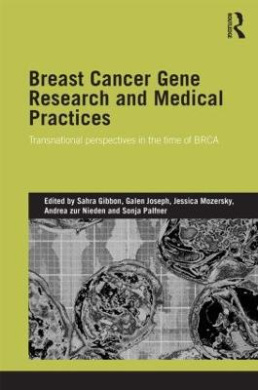 ROUTLEDGE
Breast Cancer Gene
Research and Medical
Practices
Transnational perspectives in the time of BRCA
Edited by Sahra Gibbon, Galen Joseph, Jessica Mozersky,
Andrea zur Nieden and Sonja Palfner